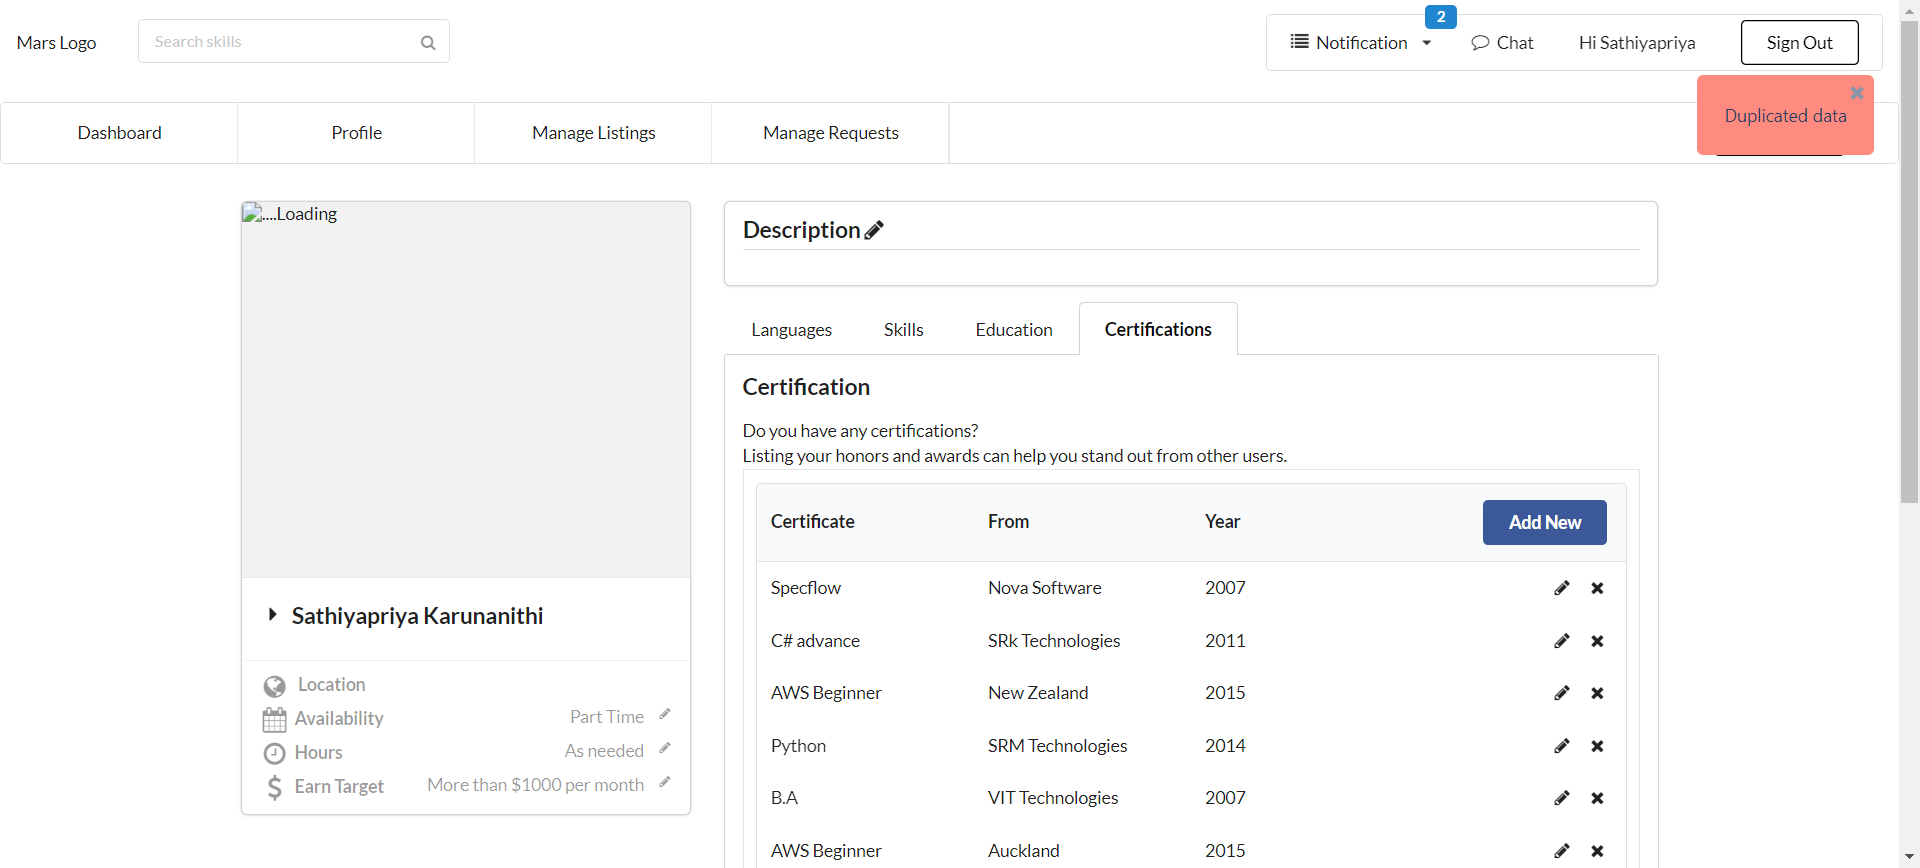 Mars Logo
Search skills
Notification
2
Chat
Hi Sathiyapriya
Sign Out
Duplicated data
Dashboard
Profile
Manage Listings
Manage Requests
....Loading
Sathiyapriya Karunanithi
Location
Availability Part Time
Hours As needed
Earn Target More than $1000 per month
Description
Languages
Skills
Education
Certifications
Certification
Do you have any certifications?
Listing your honors and awards can help you stand out from other users.
Certificate From Year Add New
Specflow Nova Software 2007
C# advance SRk Technologies 2011
AWS Beginner New Zealand 2015
Python SRM Technologies 2014
B.A VIT Technologies 2007
AWS Beginner Auckland 2015